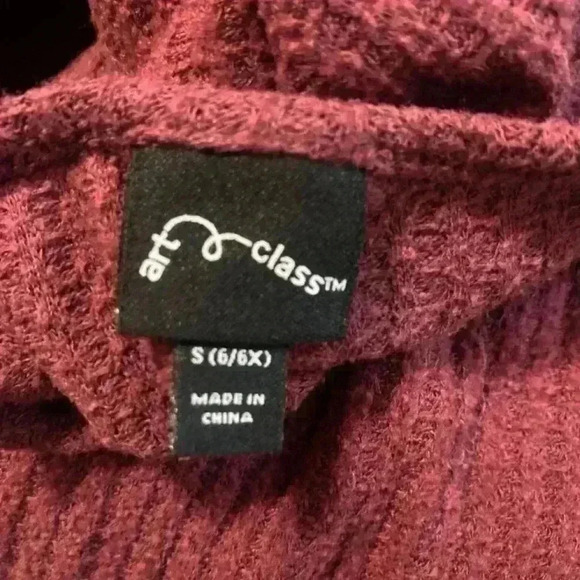 art class™
S (6/6X)
MADE IN
CHINA